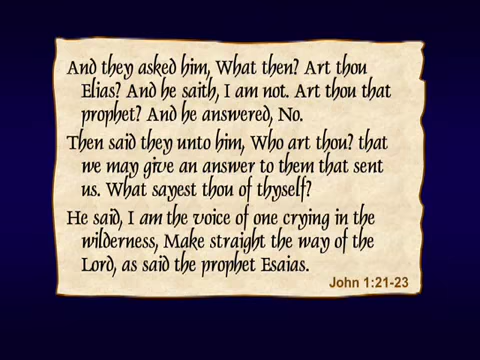 And they asked him, What then? Art thou
Elias? And he saith, I am not. Art thou that
prophet? And he answered, No.
Then said they unto him, Who art thou? that
we may give an answer to them that sent
us. What sayest thou of thyself?
He said, I am the voice of one crying in the
wilderness, Make straight the way of the
Lord, as said the prophet Esaias.
John 1:21-23